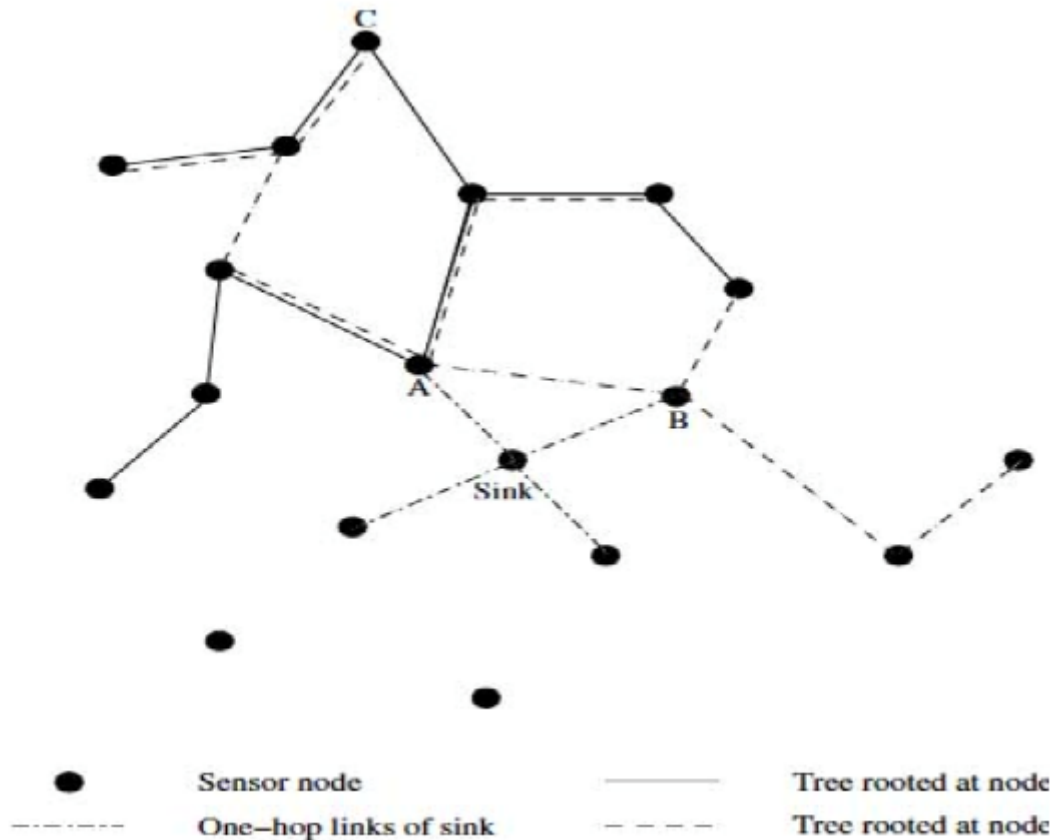 C
A
B
Sink
Sensor node
Tree rooted at node
One-hop links of sink
Tree rooted at node